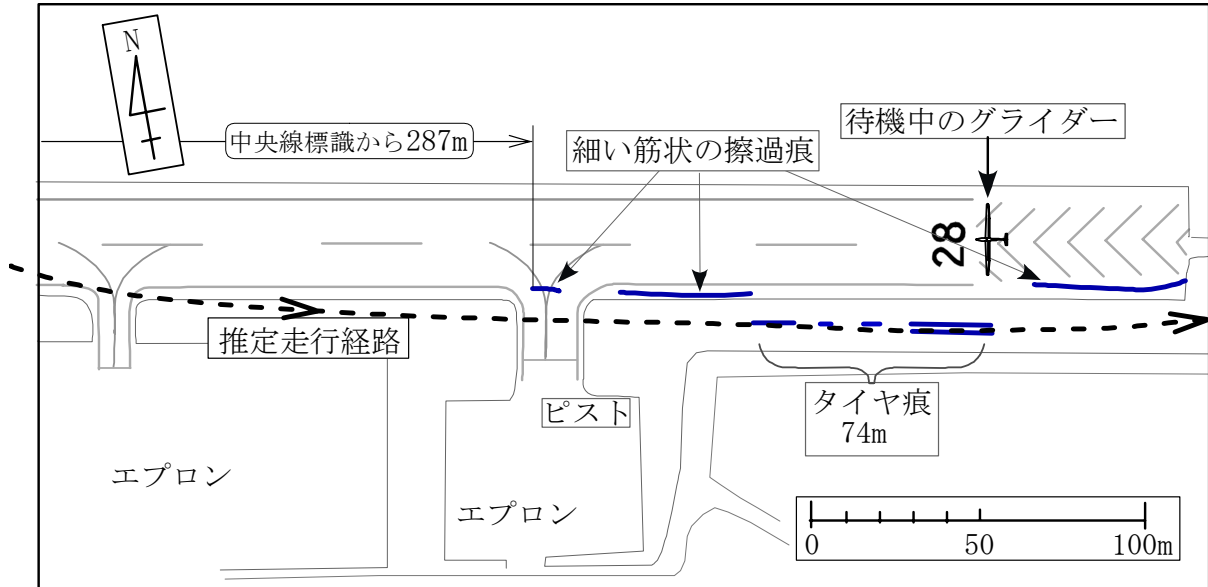 N
中央線標識から287m
細い筋状の擦過痕
待機中のグライダー
28
推定走行経路
タイヤ痕
74m
ピスト
エプロン
エプロン
0 50 100m